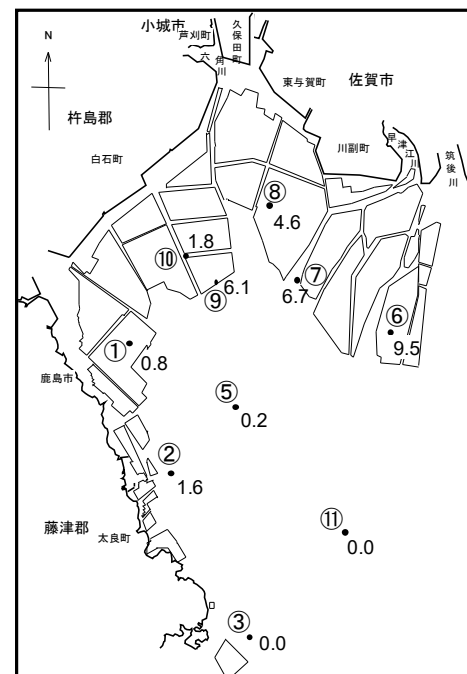 小城市
久保田町
芦刈町
N
六角川
東与賀町
佐賀市
杵島郡
早津江川
川副町
筑後川
白石町
⑧
4.6
1.8
⑩
⑦
6.7
6.1
⑨
⑥
9.5
①
0.8
鹿島市
⑤
0.2
②
1.6
⑪
0.0
藤津郡
太良町
③
0.0